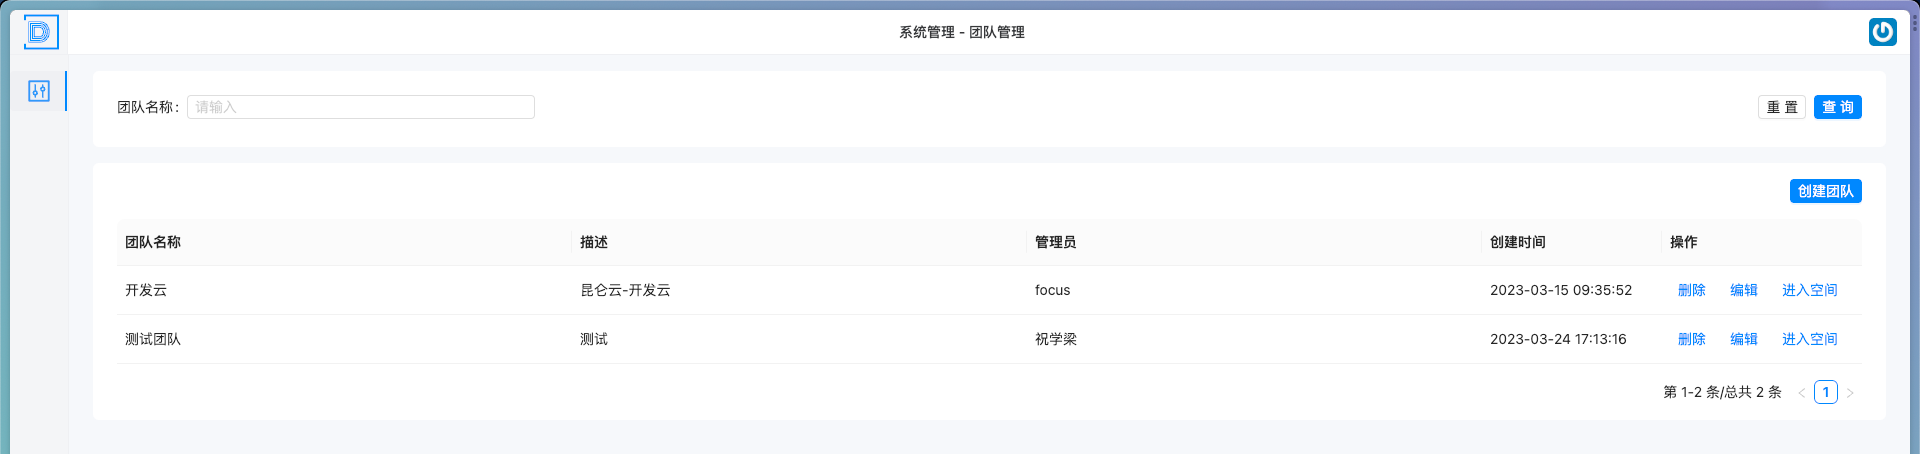 系统管理 - 团队管理
团队名称： 请输入 重 置 查 询
创建团队
团队名称 描述 管理员 创建时间 操作
开发云 昆仑云-开发云 focus 2023-03-15 09:35:52 删除 编辑 进入空间
测试团队 测试 祝学梁 2023-03-24 17:13:16 删除 编辑 进入空间
第 1-2 条/总共 2 条 < 1 >